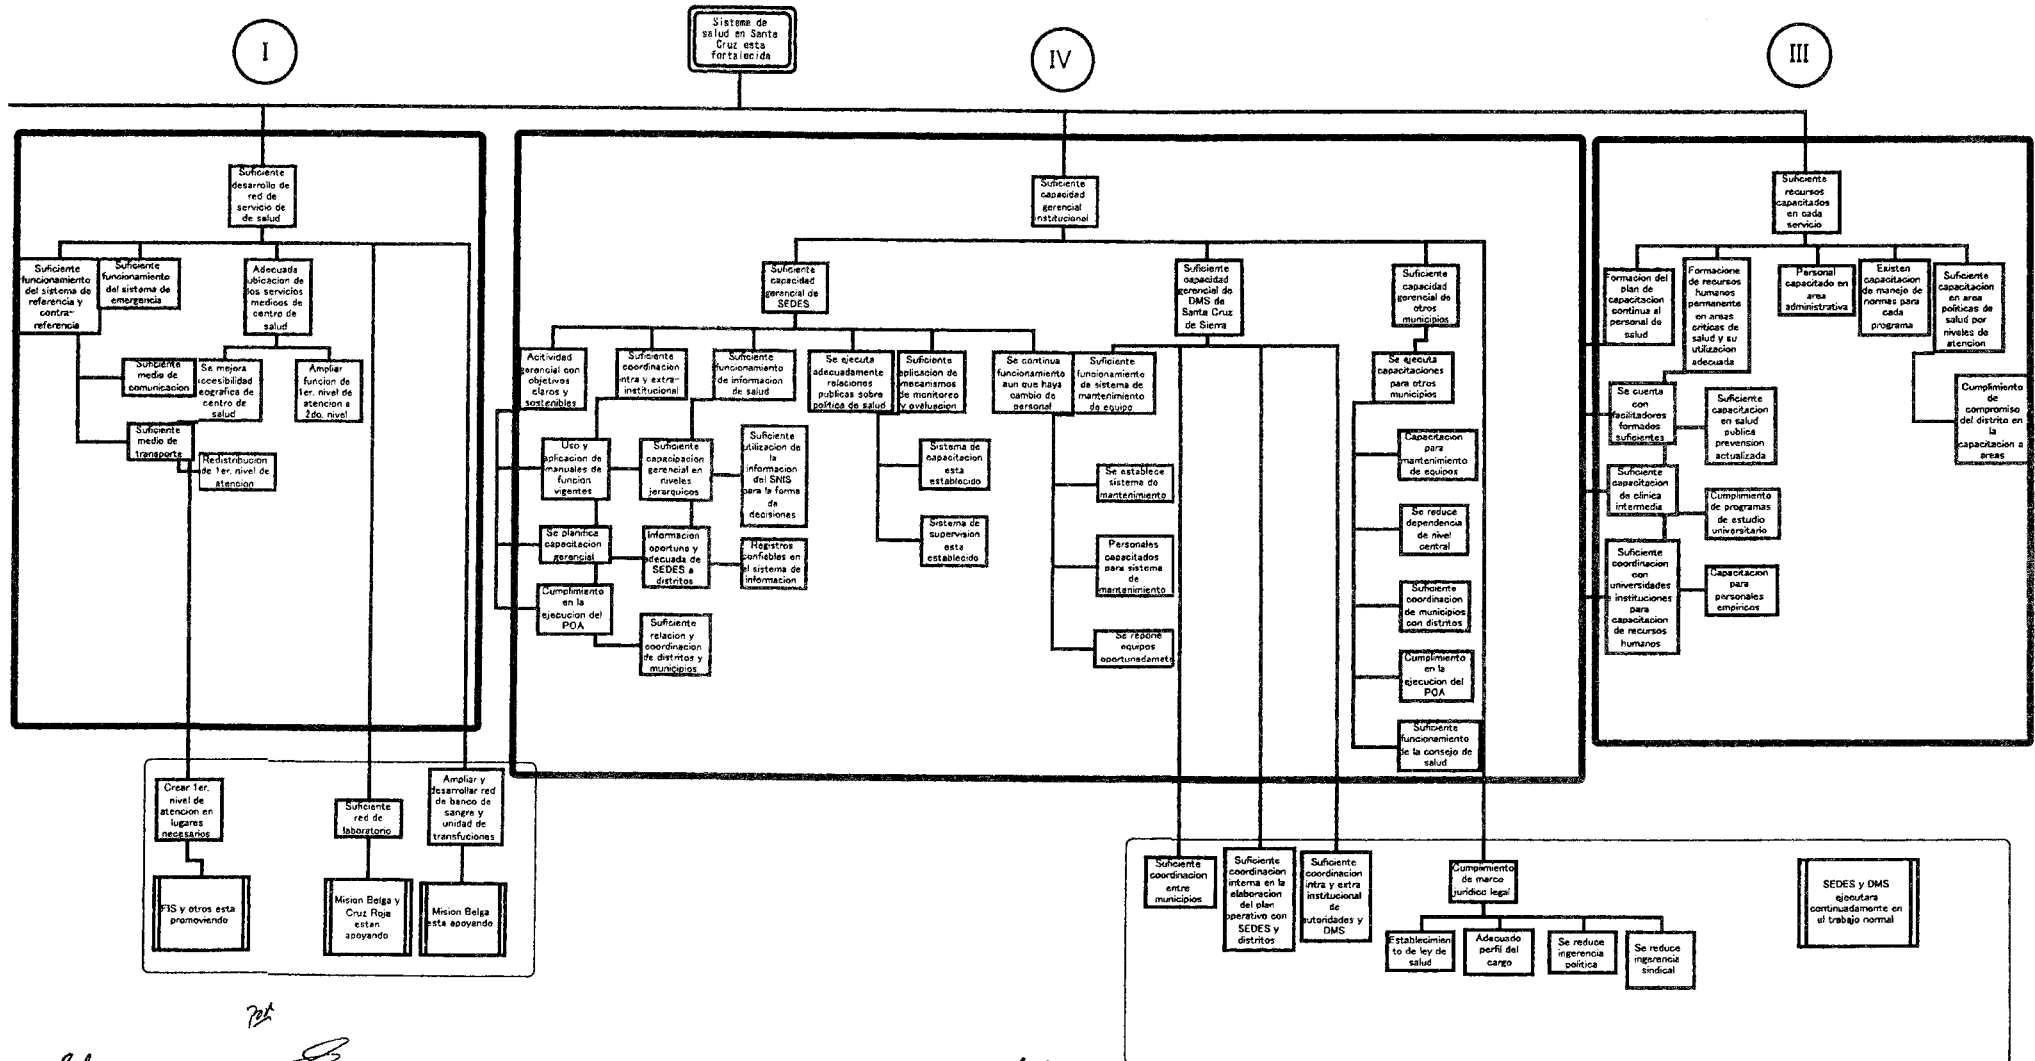 Sisteme de
salud en Santa
Cruz esta
fortalecida
I
IV
III
Suficiente
desarrollo de
red de
servicio de
de salud
Suficiente
funcionamiento
del sistema de
referencia y
contra-
referencia
Suficiente
funcionamiento
del sistema de
emergencia
Adecuada
ubicacion de
los servicios
medicos de
centro de
salud
Suficiente
medio de
comunicacion
Se mejora
accesibilidad
geografica de
centro de
salud
Ampliar
funcion de
1er. nivel de
atencion a
2do. nivel
Suficiente
medio de
transporte
Redistribucion
de 1er. nivel de
atencion
Crear 1er.
nivel de
atencion en
lugares
necesarios
Suficiente
red de
laboratorio
Ampliar y
desarrollar red
de banco de
sangre y
unidad de
transfuciones
FIS y otros esta
promoviendo
Mision Belga y
Cruz Roja
estan
apoyando
Mision Belga
esta apoyando
Suficiente
capacidad
gerencial
institucional
Suficiente
capacidad
gerencial de
SEDES
Suficiente
capacidad
gerencial de
DMS de
Santa Cruz
de Sierra
Suficiente
capacidad
gerencial de
otros
municipios
Acitividad
gerencial con
objetivos
claros y
sostenibles
Suficiente
coordinacion
intra y extra-
institucional
Suficiente
funcionamiento
de informacion
de salud
Se ejecuta
adecuadamente
relaciones
publicas sobre
politica de salud
Suficiente
aplicacion de
mecanismos
de monitoreo
y evaluacion
Se continua
funcionamiento
aun que haya
cambio de
personal
Suficiente
funcionamiento
de sistema de
mantenimiento
de equipo
Se ejecuta
capacitaciones
para otros
municipios
Uso y
aplicacion de
manuales de
funcion
vigentes
Suficiente
capacipacion
gerencial en
niveles
jerarquicos
Suficiente
utilizacion de
la
informacion
del SNIS
para la forma
de
decisiones
Sistema de
capacitacion
esta
establecido
Se establece
sistema de
mantenimiento
Capacitacion
para
mantenimiento
de equipos
Se planifica
capacitacion
gerencial
Informacion
oportuno y
adecuada de
SEDES a
distritos
Registros
confiebles en
el sistema de
informacion
Sistema de
supervision
esta
establecido
Personales
capacitados
para sistema
de
mantenimiento
Se reduce
dependencia
de nivel
central
Cumplimiento
en la
ejecucion del
POA
Suficiente
relacion y
coordinacion
de distritos y
municipios
Se repone
equipos
oportunadamete
Suficiente
coordinacion
de municipios
con distritos
Cumplimiento
en la
ejecucion del
POA
Suficiente
funcionamiento
de la consejo de
salud
Suficiente
coordinacion
entre
municipios
Suficiente
coordinacion
interna en la
elaboracion
del plan
operativo con
SEDES y
distritos
Suficiente
coordinacion
intra y extra
institucional
de
autoridades y
DMS
Cumplimiento
de marco
juridico legal
Establecimien
to de ley de
salud
Adecuado
perfil del
cargo
Se reduce
ingerencia
politica
Se reduce
ingerencia
sindical
SEDES y DMS
ejecutara
continuadamente en
el trabajo normal
Suficiente
recursos
capacitados
en cada
servicio
Formacion del
plan de
capacitacion
continua al
personal de
salud
Formacione
de recursos
humanos
permanente
en areas
criticas de
salud y su
utilizacion
adecuada
Personal
capacitado en
area
administrativa
Existen
capacitacion
de manejo de
normas para
cada
programa
Suficiente
capacitacion
en area
politicas de
salud por
niveles de
atencion
Se cuenta
con
facilitadores
formados
suficientes
Suficiente
capacitacion
en salud
publica
prevension
actualizada
Cumplimiento
de
compromiso
del distrito en
la
capacitacion a
areas
Suficiente
capacitacion
de clinica
intermedia
Cumplimiento
de programas
de estudio
universitario
Suficiente
coordinacion
con
universidades
e instituciones
para
capacitacion
de recursos
humanos
Capacitacion
para
personales
empiricos